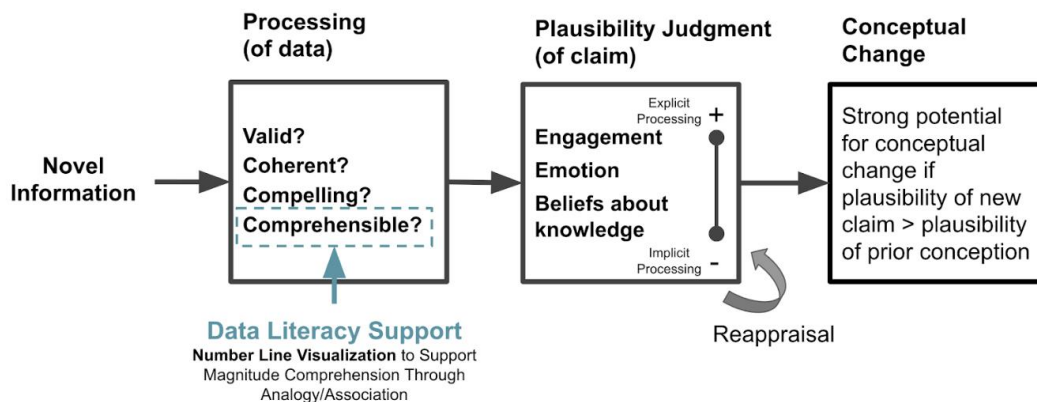 Processing
(of data)
Plausibility Judgment
(of claim)
Conceptual
Change
Novel
Information
Valid?
Coherent?
Compelling?
Comprehensible?
Explicit
Processing +
Engagement
Emotion
Beliefs about
knowledge
Implicit
Processing -
Strong potential
for conceptual
change if
plausibility of new
claim > plausibility
of prior conception
Reappraisal
Data Literacy Support
Number Line Visualization to Support
Magnitude Comprehension Through
Analogy/Association